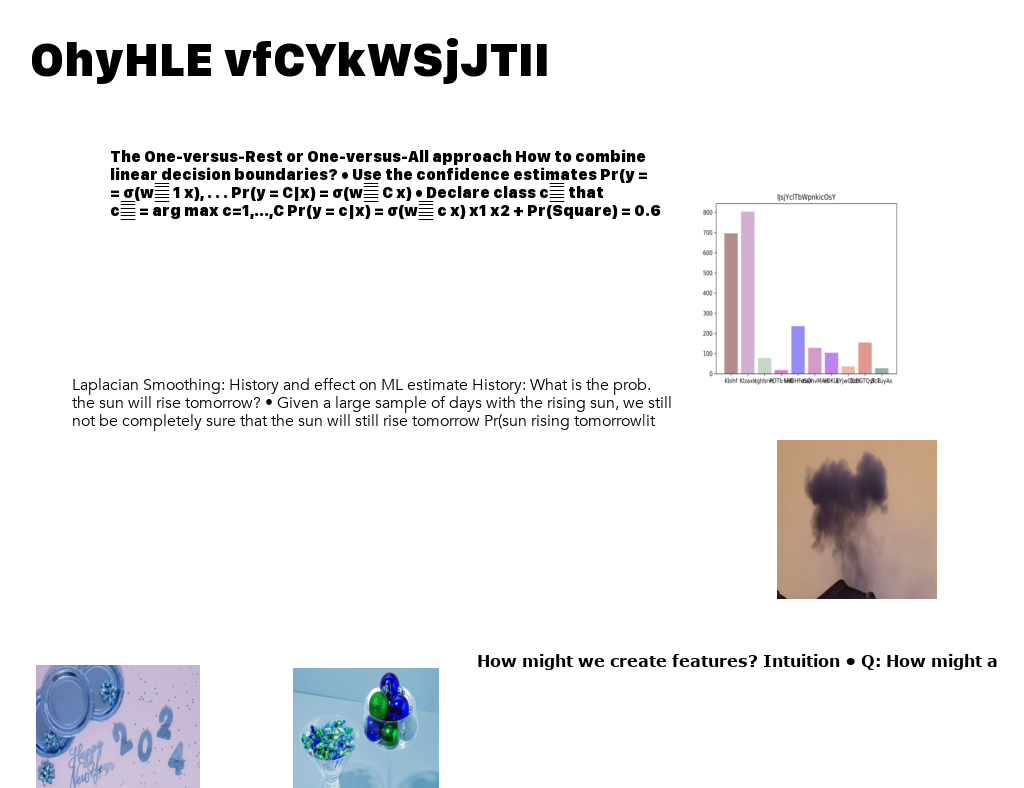 OhyHLE vfCYkWSjJTII
The One-versus-Rest or One-versus-All approach How to combine
linear decision boundaries? • Use the confidence estimates Pr(y =
= σ(w 1 x), . . . Pr(y = C|x) = σ(w C x) • Declare class c that
c = arg max c=1,...,C Pr(y = c|x) = σ(w c x) x1 x2 + Pr(Square) = 0.6
IJsjYclTbWpnkicOsY
800
700
600
500
400
300
200
100
0
Kbihf
Laplacian Smoothing: History and effect on ML estimate History: What is the prob.
the sun will rise tomorrow? • Given a large sample of days with the rising sun, we still
not be completely sure that the sun will still rise tomorrow Pr(sun rising tomorrowlit
How might we create features? Intuition • Q: How might a
Happy 2024
New Year